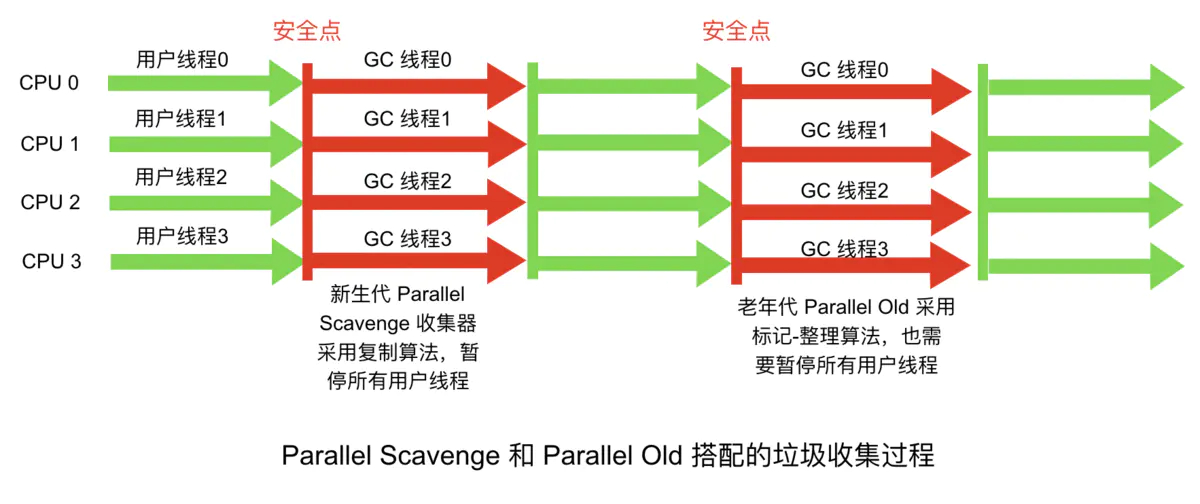 安全点 安全点
用户线程0 GC 线程0 GC 线程0
CPU 0
用户线程1 GC 线程1 GC 线程1
CPU 1
用户线程2 GC 线程2 GC 线程2
CPU 2
用户线程3 GC 线程3 GC 线程3
CPU 3
新生代 Parallel
Scavenge 收集器
采用复制算法，暂
停所有用户线程
老年代 Parallel Old 采用
标记-整理算法，也需
要暂停所有用户线程
Parallel Scavenge 和 Parallel Old 搭配的垃圾收集过程